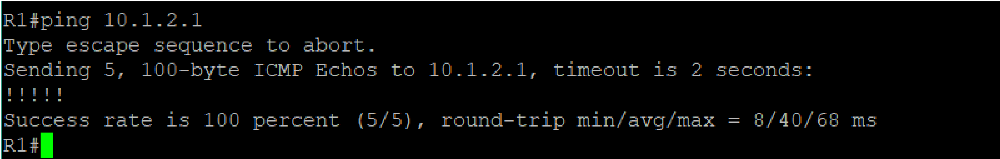 R1#ping 10.1.2.1
Type escape sequence to abort.
Sending 5, 100-byte ICMP Echos to 10.1.2.1, timeout is 2 seconds:
!!!!!
Success rate is 100 percent (5/5), round-trip min/avg/max = 8/40/68 ms
R1#